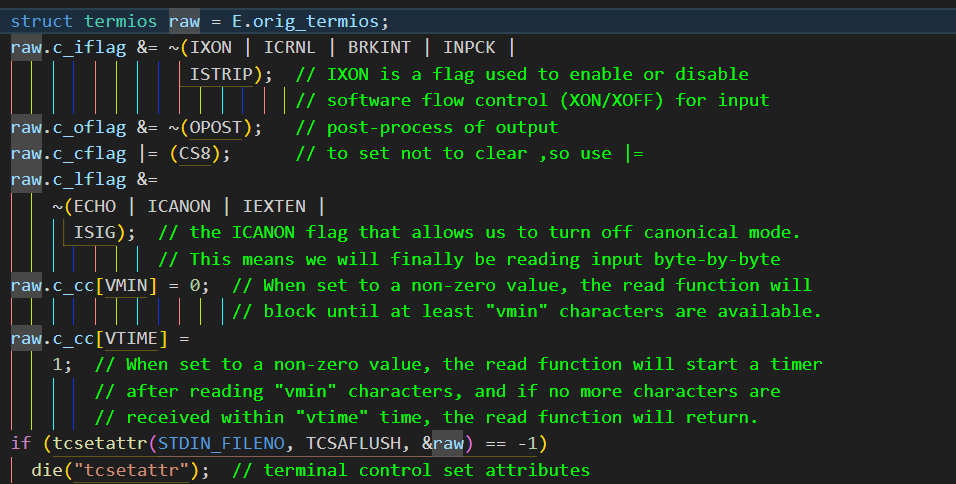 struct termios raw = E.orig_termios;
raw.c_iflag &= ~(IXON | ICRNL | BRKINT | INPCK |
ISTRIP);  // IXON is a flag used to enable or disable
// software flow control (XON/XOFF) for input
raw.c_oflag &= ~(OPOST);   // post-process of output
raw.c_cflag |= (CS8);      // to set not to clear ,so use |=
raw.c_lflag &=
~(ECHO | ICANON | IEXTEN |
ISIG);  // the ICANON flag that allows us to turn off canonical mode.
// This means we will finally be reading input byte-by-byte
raw.c_cc[VMIN] = 0;  // When set to a non-zero value, the read function will
// block until at least "vmin" characters are available.
raw.c_cc[VTIME] =
1;  // When set to a non-zero value, the read function will start a timer
// after reading "vmin" characters, and if no more characters are
// received within "vtime" time, the read function will return.
if (tcsetattr(STDIN_FILENO, TCSAFLUSH, &raw) == -1)
die("tcsetattr");  // terminal control set attributes